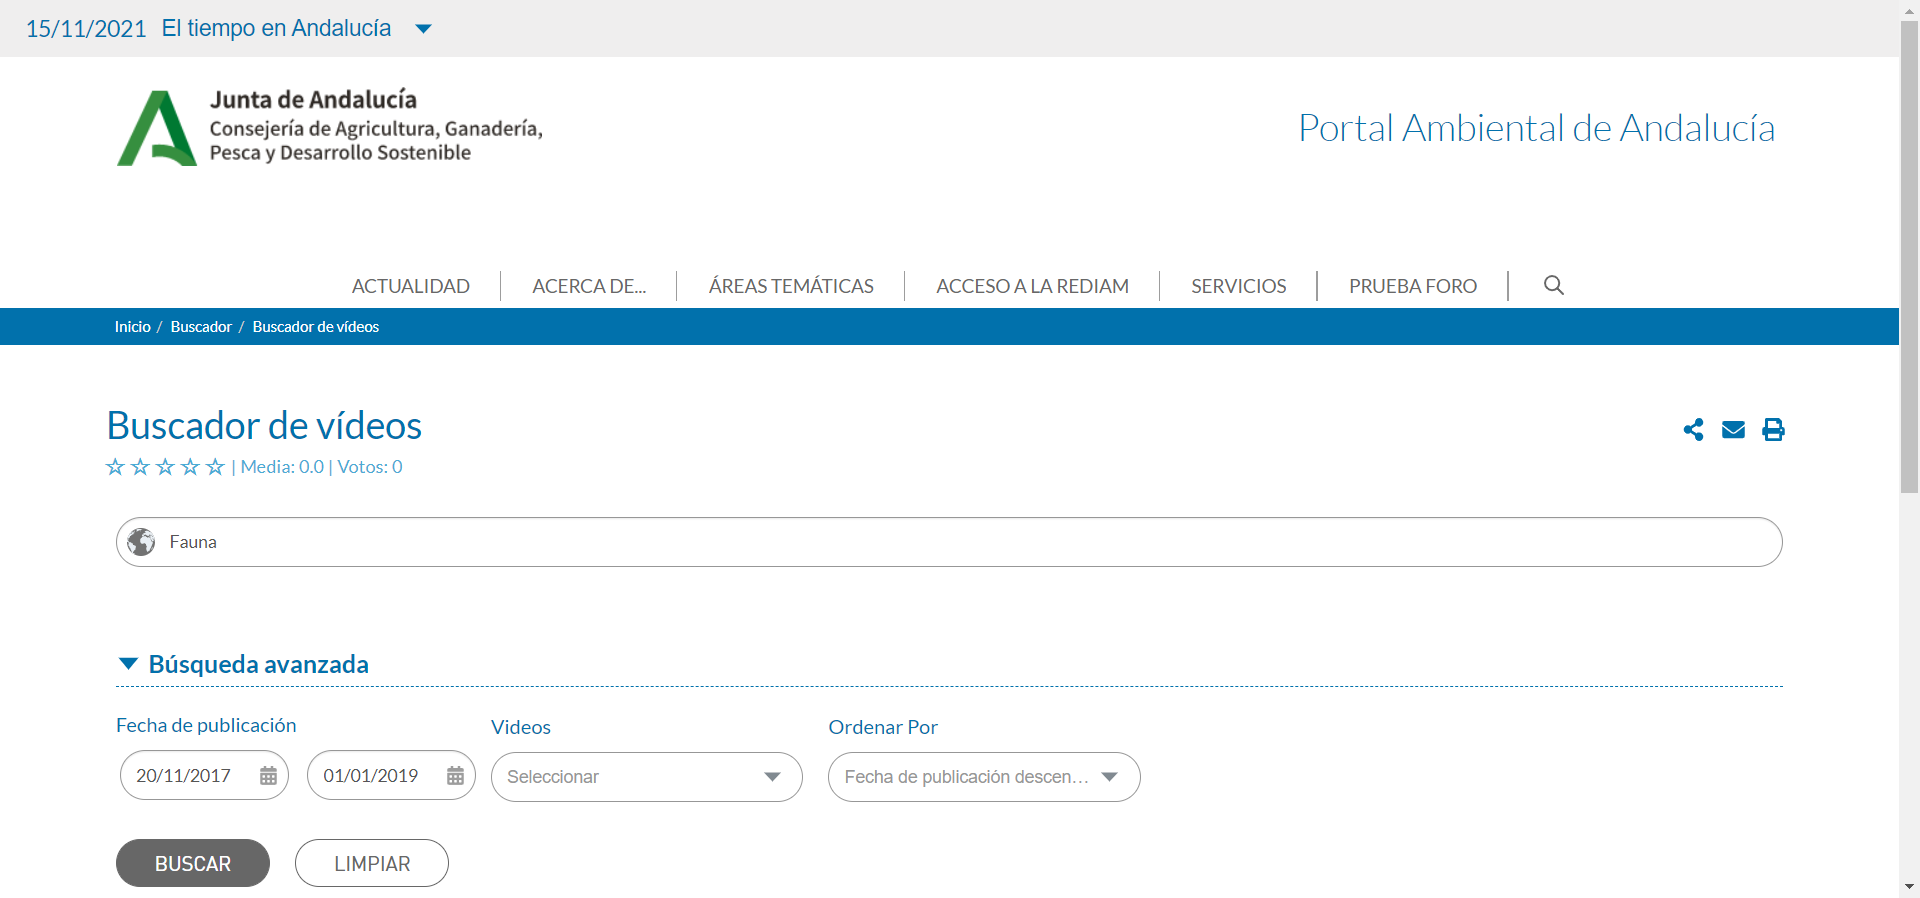 15/11/2021 El tiempo en Andalucía
Junta de Andalucía
Consejería de Agricultura, Ganadería,
Pesca y Desarrollo Sostenible
Portal Ambiental de Andalucía
ACTUALIDAD ACERCA DE... ÁREAS TEMÁTICAS ACCESO A LA REDIAM SERVICIOS PRUEBA FORO
Inicio / Buscador / Buscador de vídeos
Buscador de vídeos
| Media: 0.0 | Votos: 0
Fauna
Búsqueda avanzada
Fecha de publicación Videos Ordenar Por
20/11/2017 01/01/2019 Seleccionar Fecha de publicación descen...
BUSCAR LIMPIAR